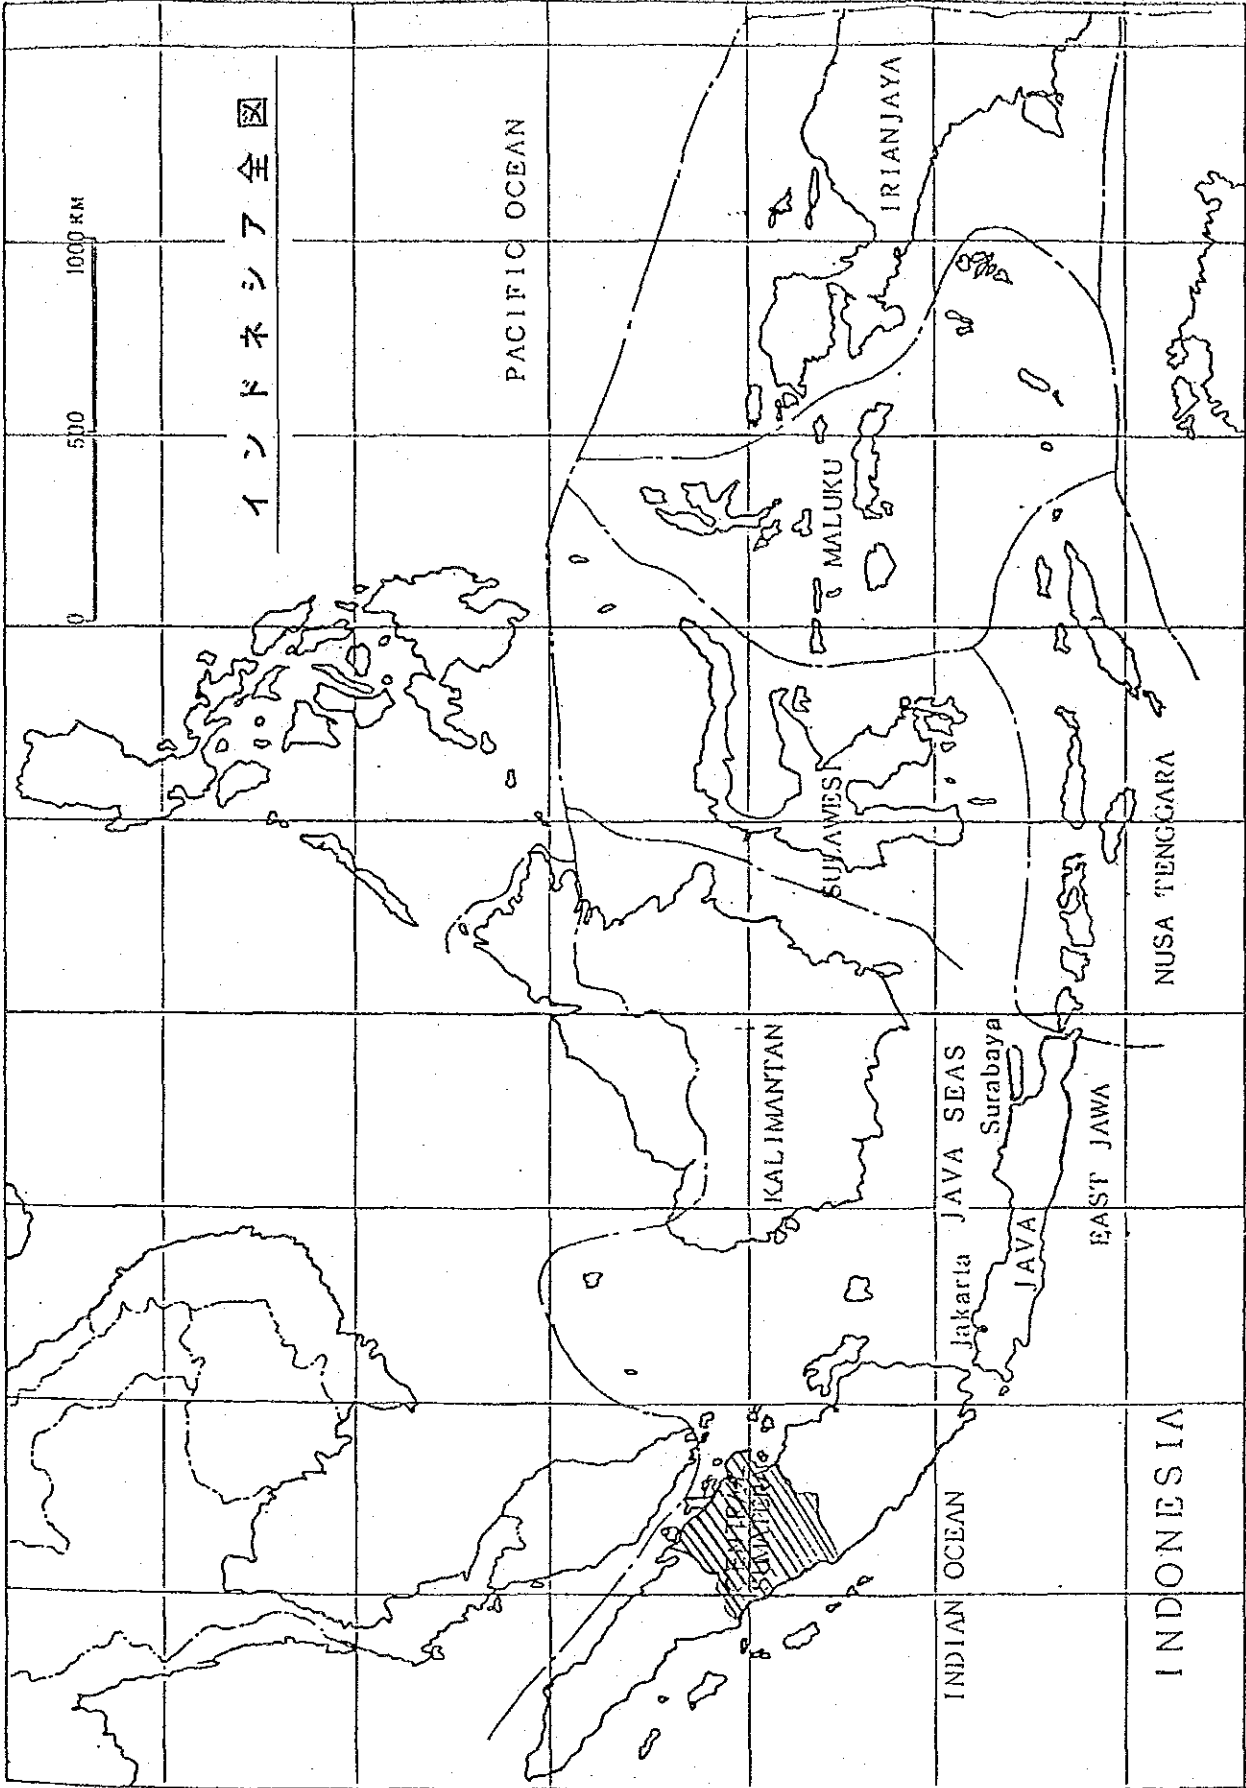 インドネシア全図
0 500 1000KM
PACIFIC OCEAN
IRIANJAYA
MALUKU
SULAWESI
KALIMANTAN
JAVA SEAS
Surabaya
Jakarta
JAVA
EAST JAWA
NUSA TENGGARA
INDIAN OCEAN
INDONESIA